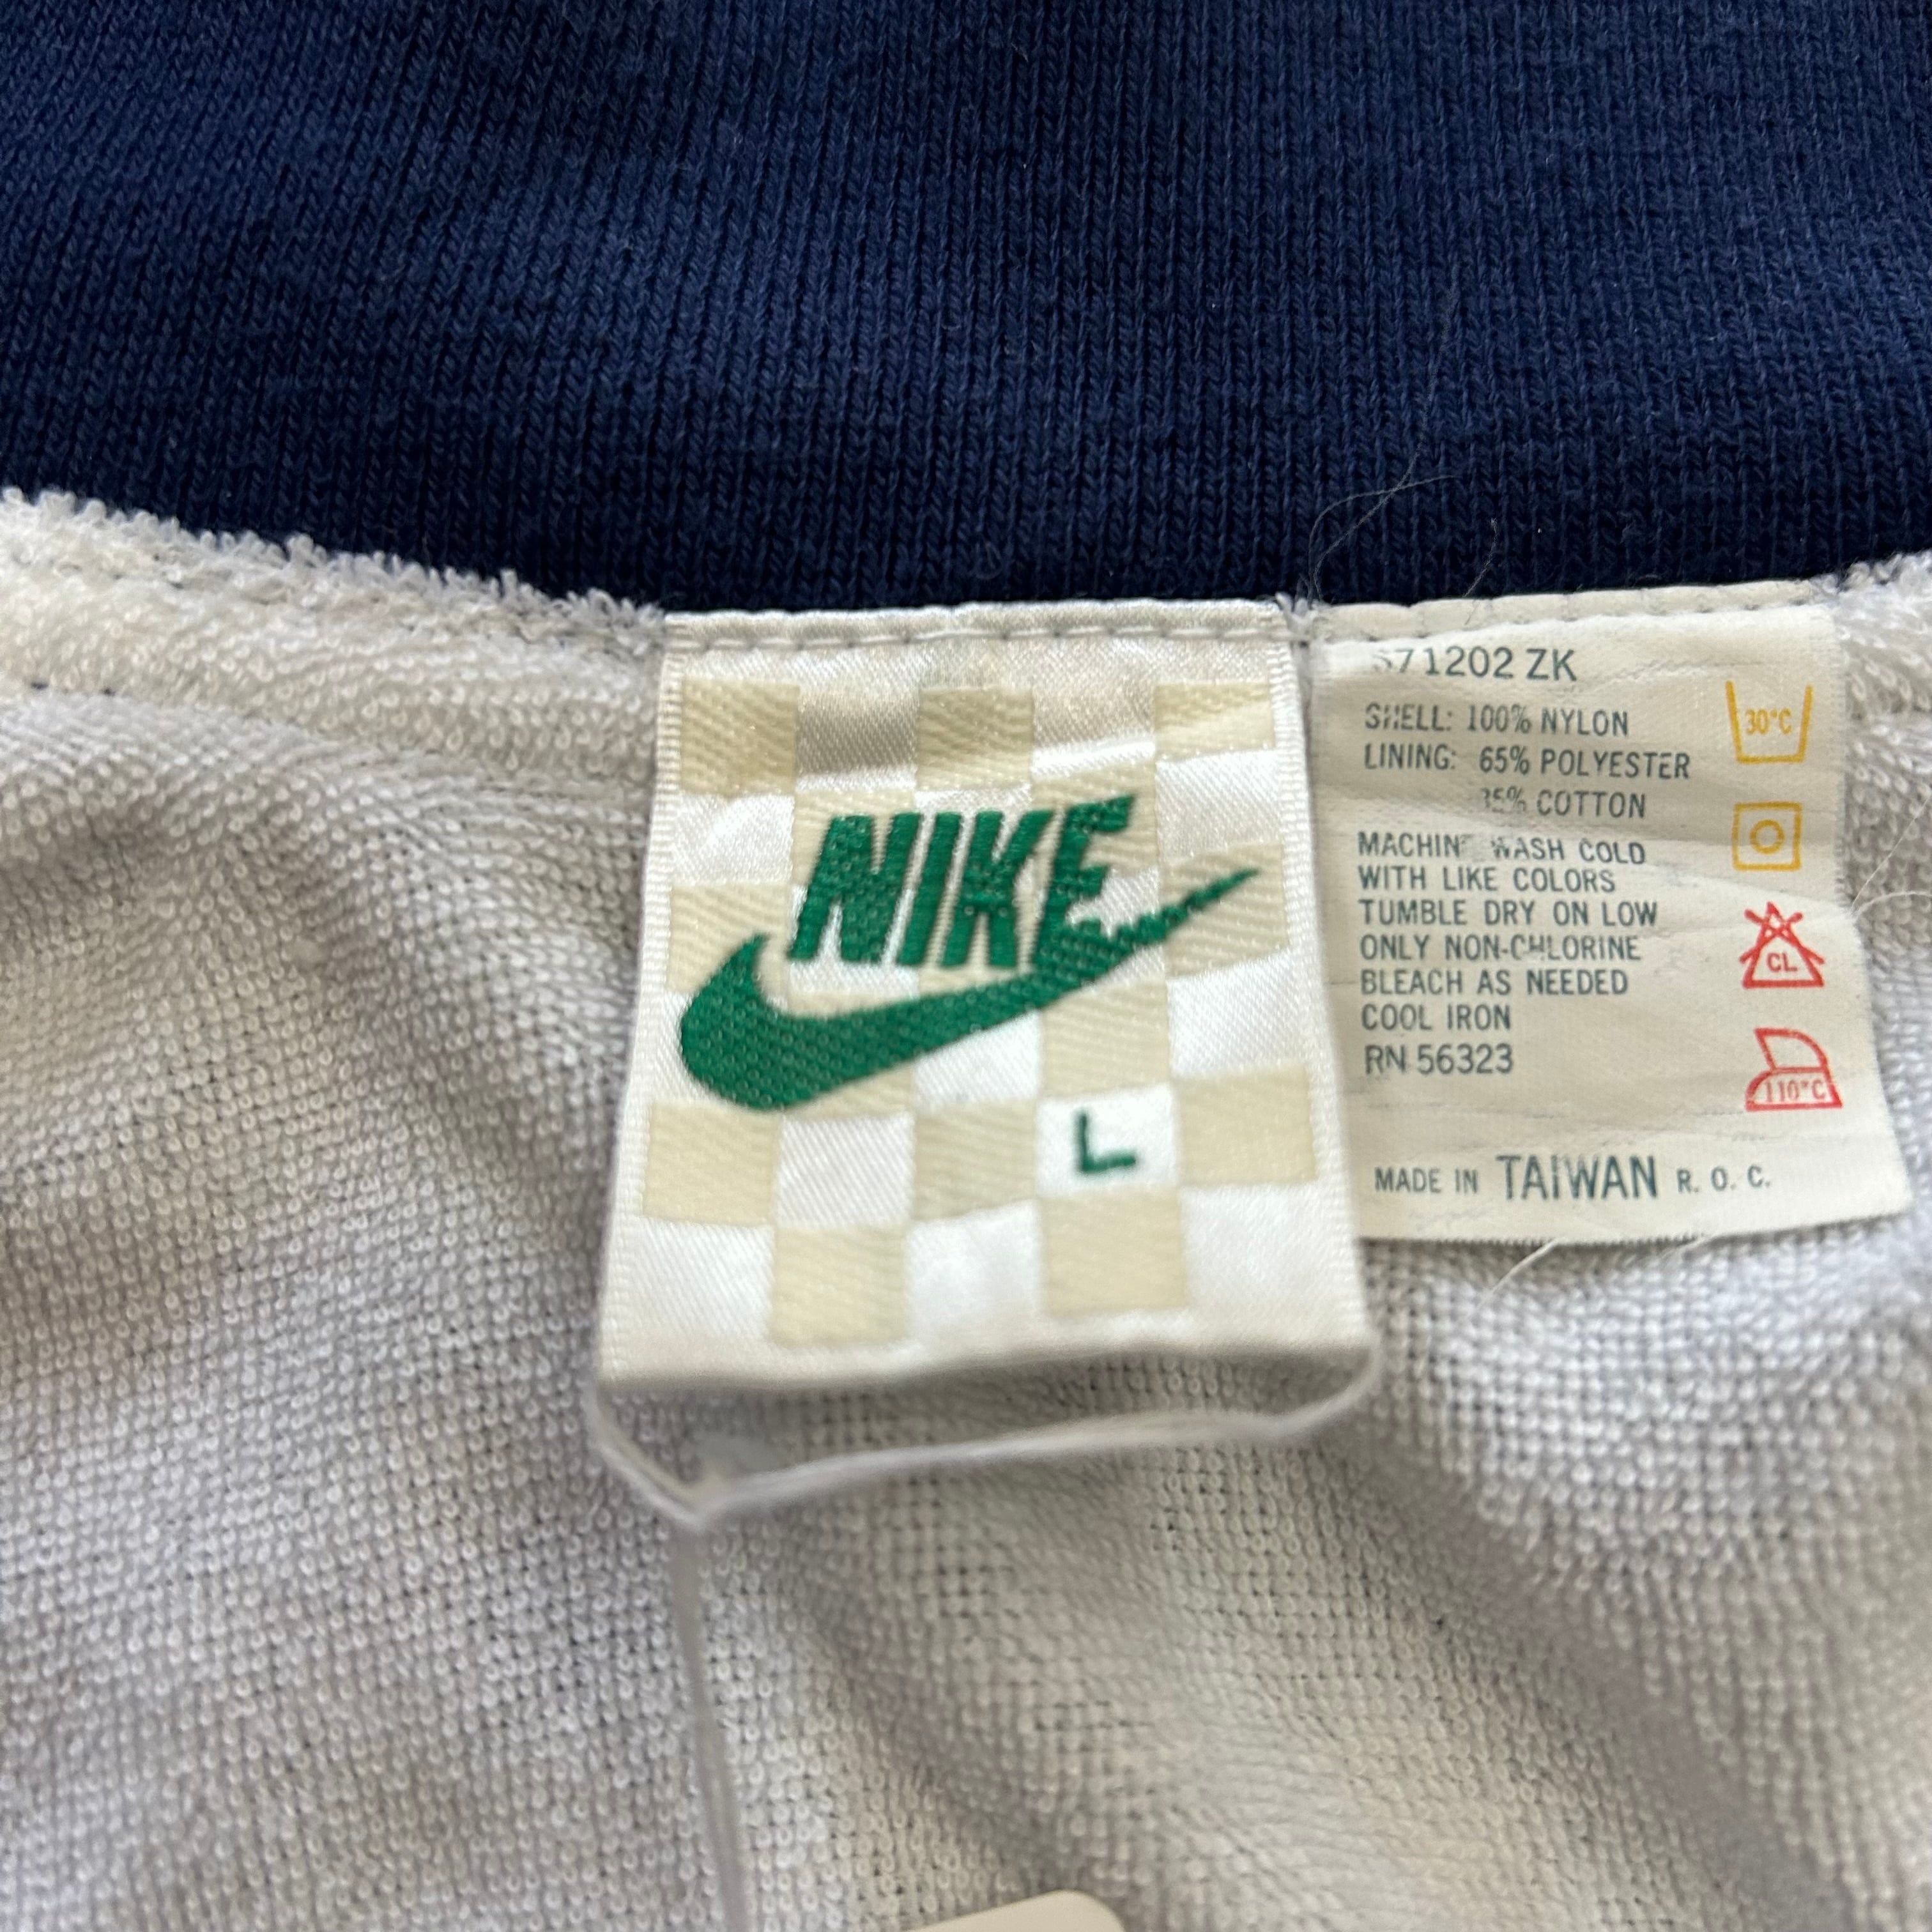 NIKE
L
571202 ZK
SHELL: 100% NYLON
LINING: 65% POLYESTER
35% COTTON
MACHINE WASH COLD
WITH LIKE COLORS
TUMBLE DRY ON LOW
ONLY NON-CHLORINE
BLEACH AS NEEDED
COOL IRON
RN 56323
MADE IN TAIWAN R. O. C.
30°C
CL
110°C